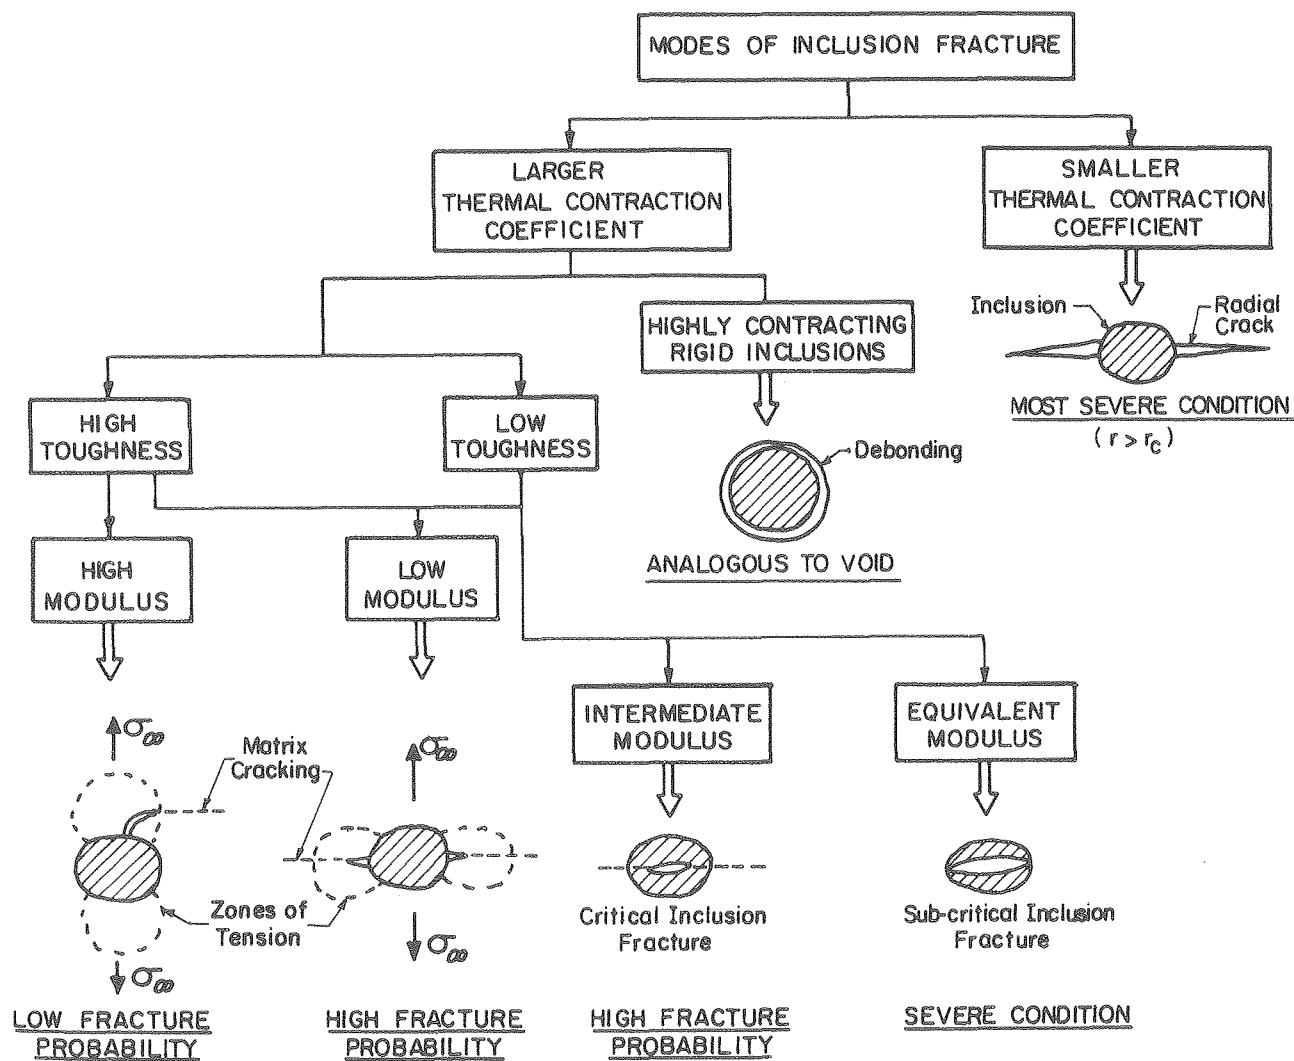 MODES OF INCLUSION FRACTURE
LARGER
THERMAL CONTRACTION
COEFFICIENT
SMALLER
THERMAL CONTRACTION
COEFFICIENT
Inclusion
Radial
Crack
HIGHLY CONTRACTING
RIGID INCLUSIONS
MOST SEVERE CONDITION
(r > r_c)
HIGH
TOUGHNESS
LOW
TOUGHNESS
Debonding
ANALOGOUS TO VOID
HIGH
MODULUS
LOW
MODULUS
INTERMEDIATE
MODULUS
EQUIVALENT
MODULUS
σ∞
Matrix
Cracking
σ∞
Zones of
Tension
σ∞
σ∞
Critical Inclusion
Fracture
Sub-critical Inclusion
Fracture
LOW FRACTURE
PROBABILITY
HIGH FRACTURE
PROBABILITY
HIGH FRACTURE
PROBABILITY
SEVERE CONDITION